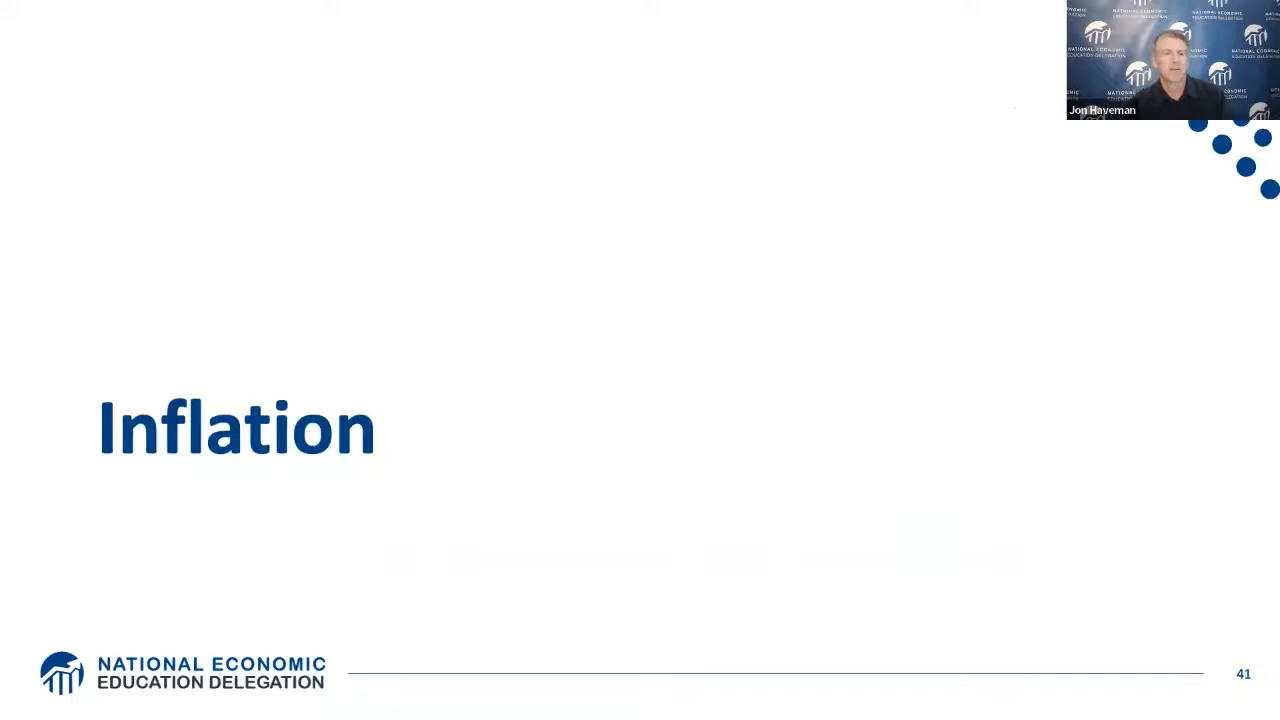 Jon Haveman
Inflation
NATIONAL ECONOMIC
EDUCATION DELEGATION
41